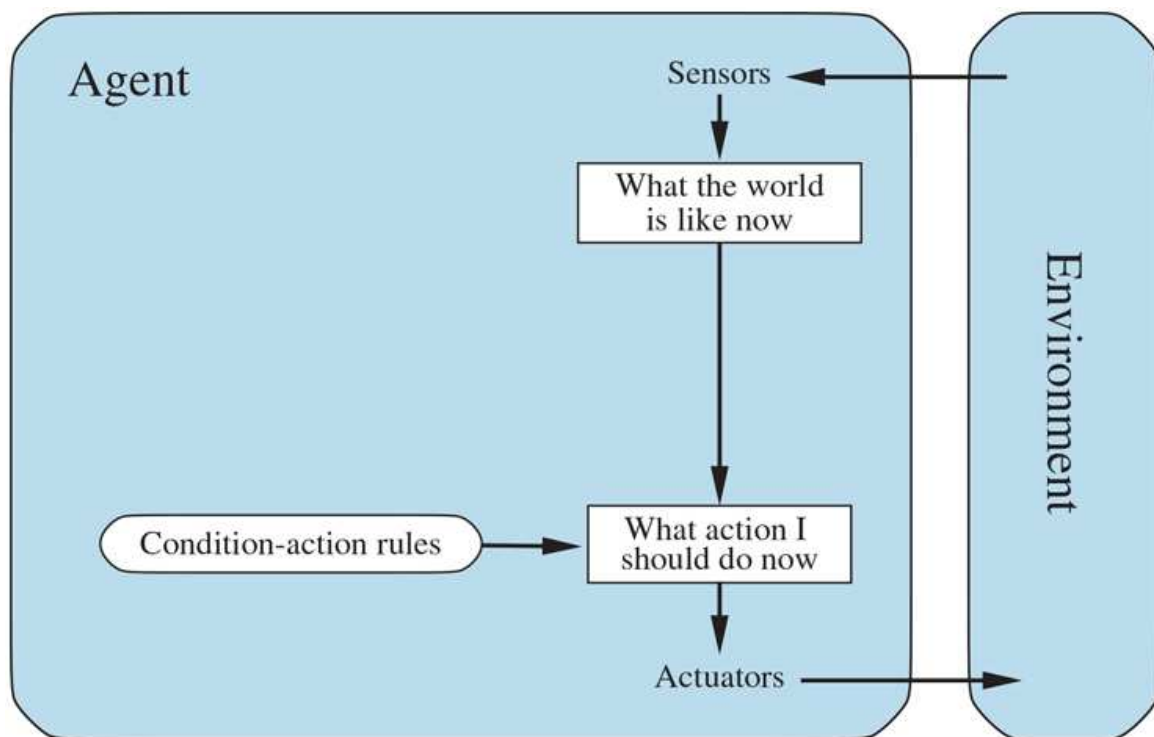 Agent
Sensors
What the world
is like now
Environment
Condition-action rules
What action I
should do now
Actuators